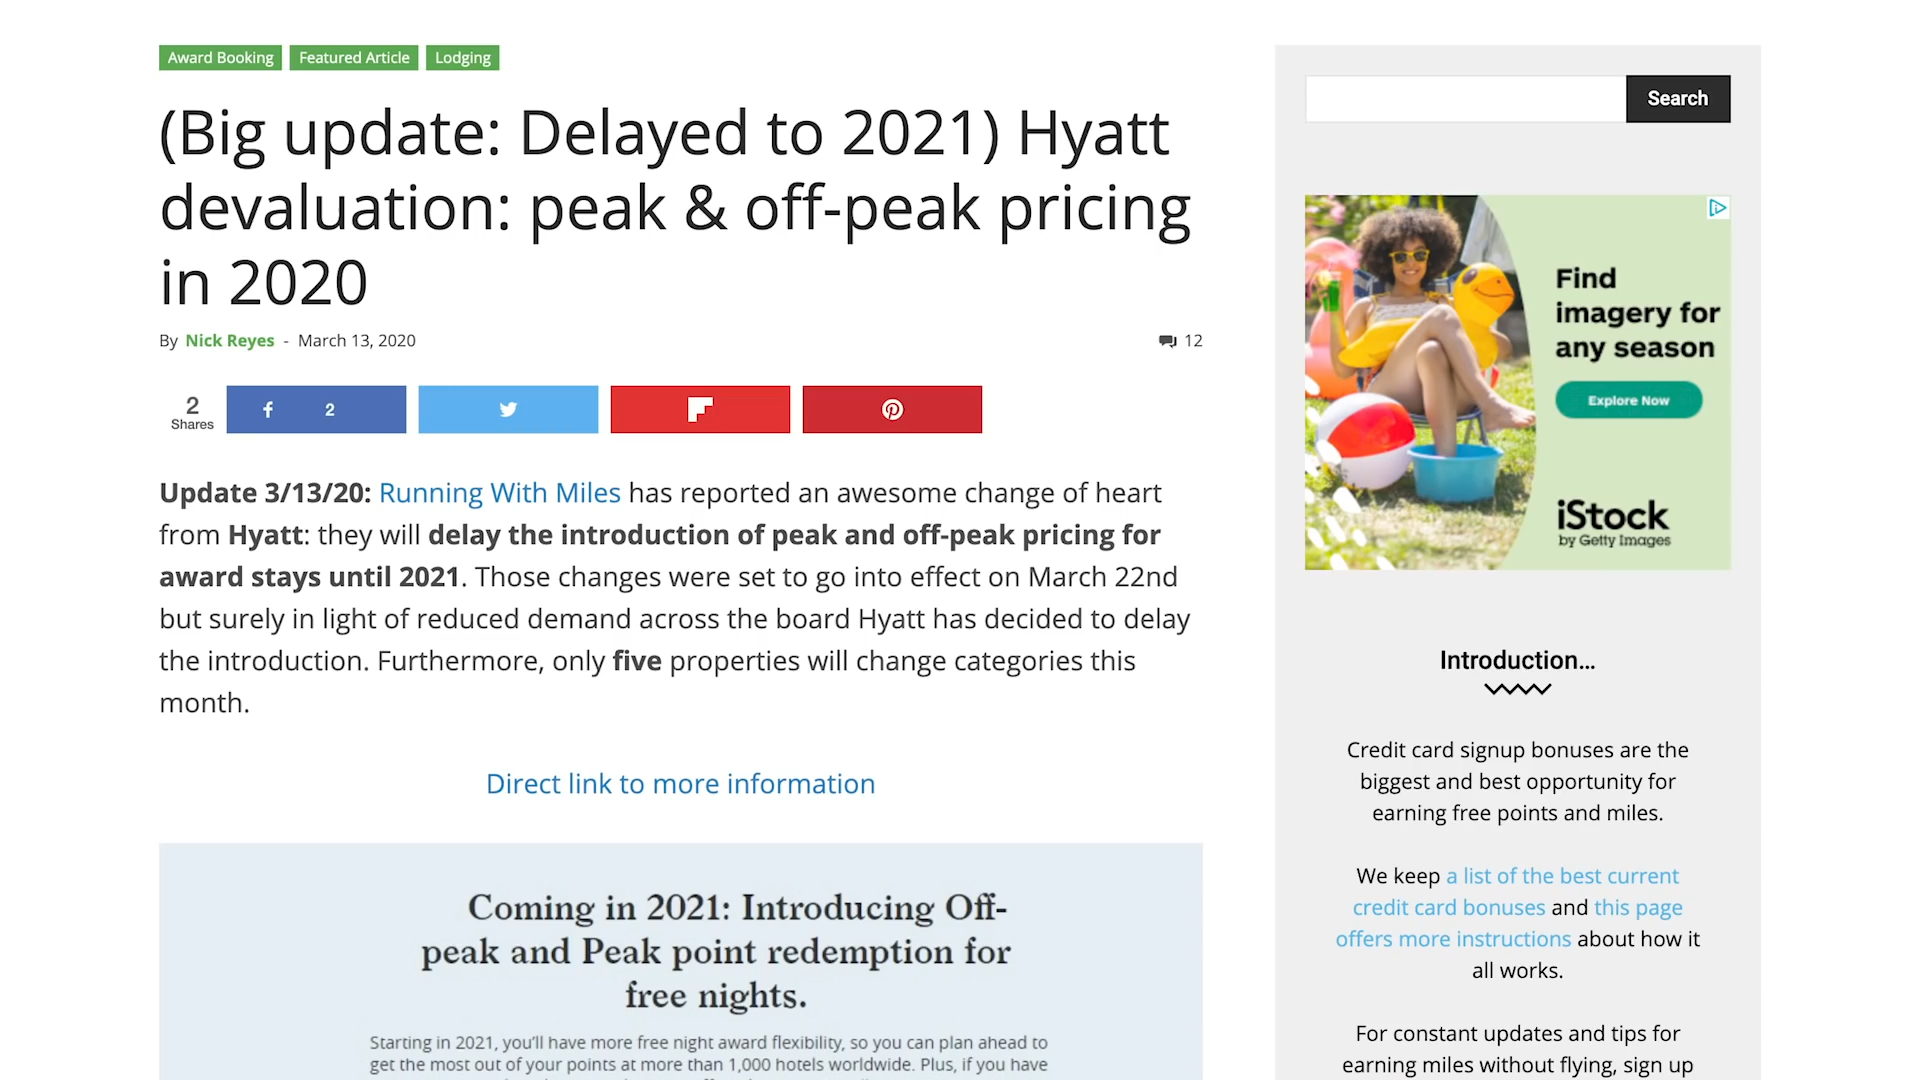 Award Booking
Featured Article
Lodging
(Big update: Delayed to 2021) Hyatt
devaluation: peak & off-peak pricing
in 2020
By Nick Reyes - March 13, 2020
12
2
Shares
2
Update 3/13/20: Running With Miles has reported an awesome change of heart
from Hyatt: they will delay the introduction of peak and off-peak pricing for
award stays until 2021. Those changes were set to go into effect on March 22nd
but surely in light of reduced demand across the board Hyatt has decided to delay
the introduction. Furthermore, only five properties will change categories this
month.
Direct link to more information
Coming in 2021: Introducing Off-
peak and Peak point redemption for
free nights.
Starting in 2021, you'll have more free night award flexibility, so you can plan ahead to
get the most out of your points at more than 1,000 hotels worldwide. Plus, if you have
Search
Find
imagery for
any season
Explore Now
iStock
by Getty Images
Introduction...
Credit card signup bonuses are the
biggest and best opportunity for
earning free points and miles.
We keep a list of the best current
credit card bonuses and this page
offers more instructions about how it
all works.
For constant updates and tips for
earning miles without flying, sign up